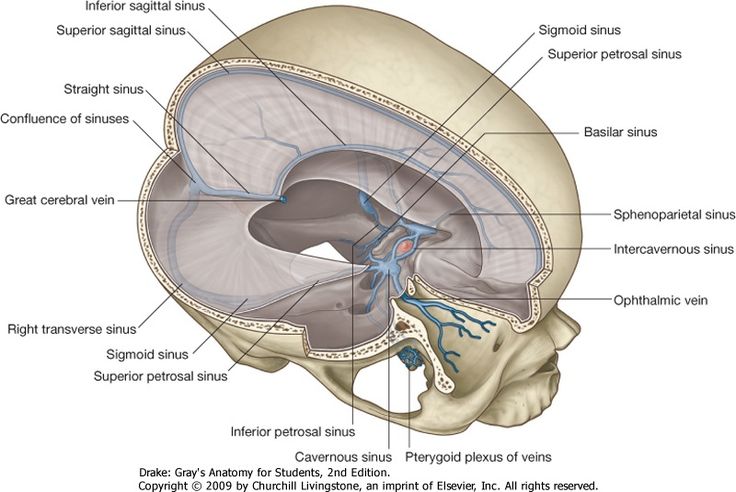 Inferior sagittal sinus
Superior sagittal sinus
Straight sinus
Confluence of sinuses
Great cerebral vein
Right transverse sinus
Sigmoid sinus
Superior petrosal sinus
Inferior petrosal sinus
Cavernous sinus
Pterygoid plexus of veins
Sigmoid sinus
Superior petrosal sinus
Basilar sinus
Sphenoparietal sinus
Intercavernous sinus
Ophthalmic vein
Drake: Gray's Anatomy for Students, 2nd Edition.
Copyright © 2009 by Churchill Livingstone, an imprint of Elsevier, Inc. All rights reserved.